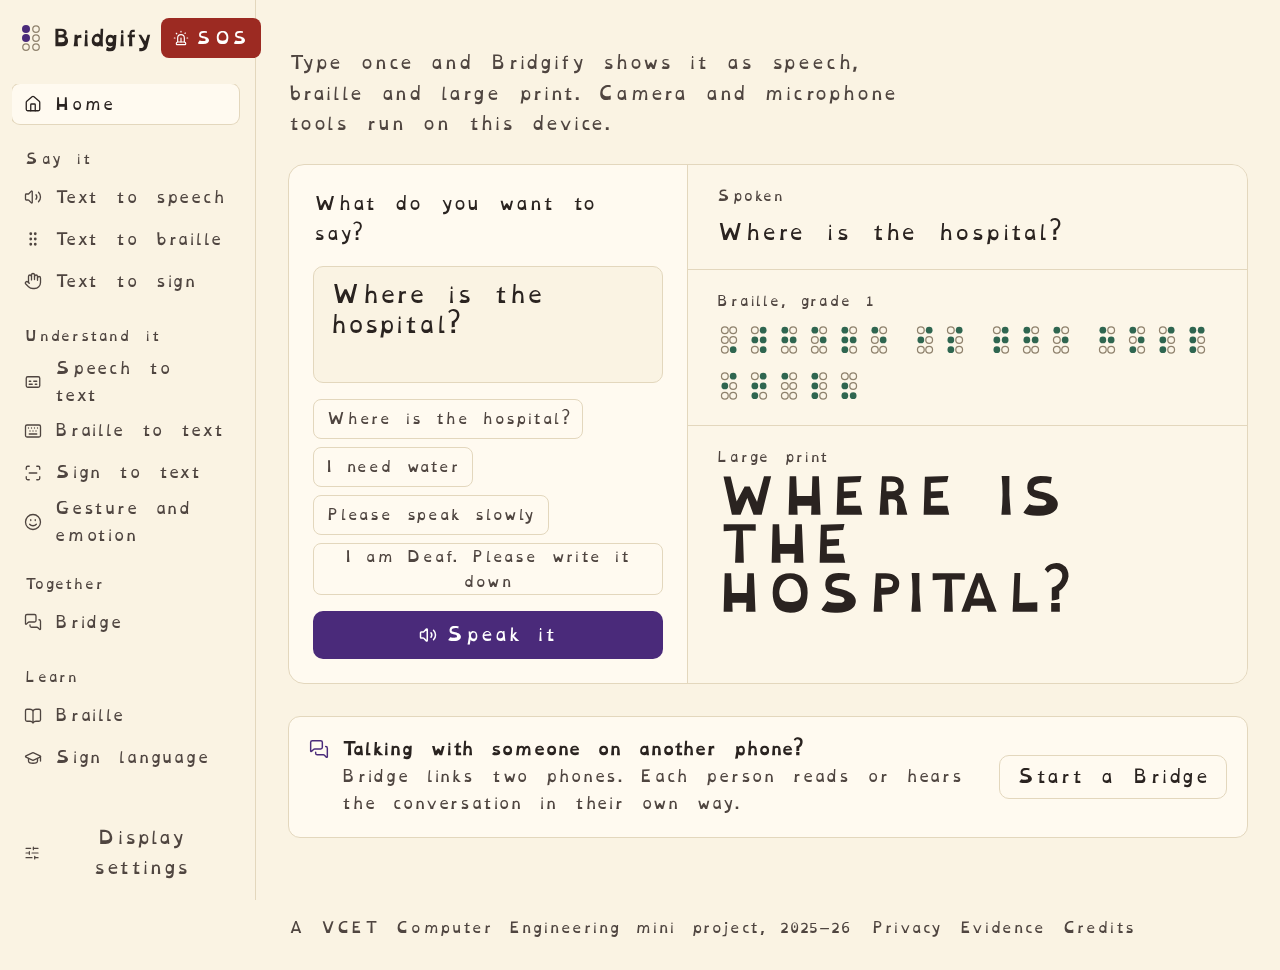 Bridgify
SOS
Home
Say it
Text to speech
Text to braille
Text to sign
Understand it
Speech to
text
Braille to text
Sign to text
Gesture and
emotion
Together
Bridge
Learn
Braille
Sign language
Display
settings
Type once and Bridgify shows it as speech,
braille and large print. Camera and microphone
tools run on this device.
What do you want to
say?
Where is the
hospital?
Where is the hospital?
I need water
Please speak slowly
I am Deaf. Please write it
down
Speak it
Spoken
Where is the hospital?
Braille, grade 1
⠠⠺⠓⠑⠗⠑ ⠊⠎ ⠞⠓⠑ ⠓⠕⠎⠏
⠊⠞⠁⠇⠦
Large print
WHERE IS
THE
HOSPITAL?
Talking with someone on another phone?
Bridge links two phones. Each person reads or hears
the conversation in their own way.
Start a Bridge
A VCET Computer Engineering mini project, 2025–26 Privacy Evidence Credits